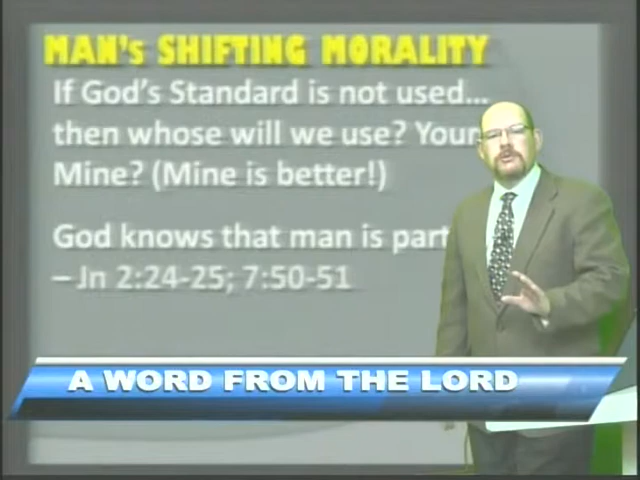 MAN's SHIFTING MORALITY
If God's Standard is not used...
then whose will we use? Your
Mine? (Mine is better!)
God knows that man is part
– Jn 2:24-25; 7:50-51
A WORD FROM THE LORD